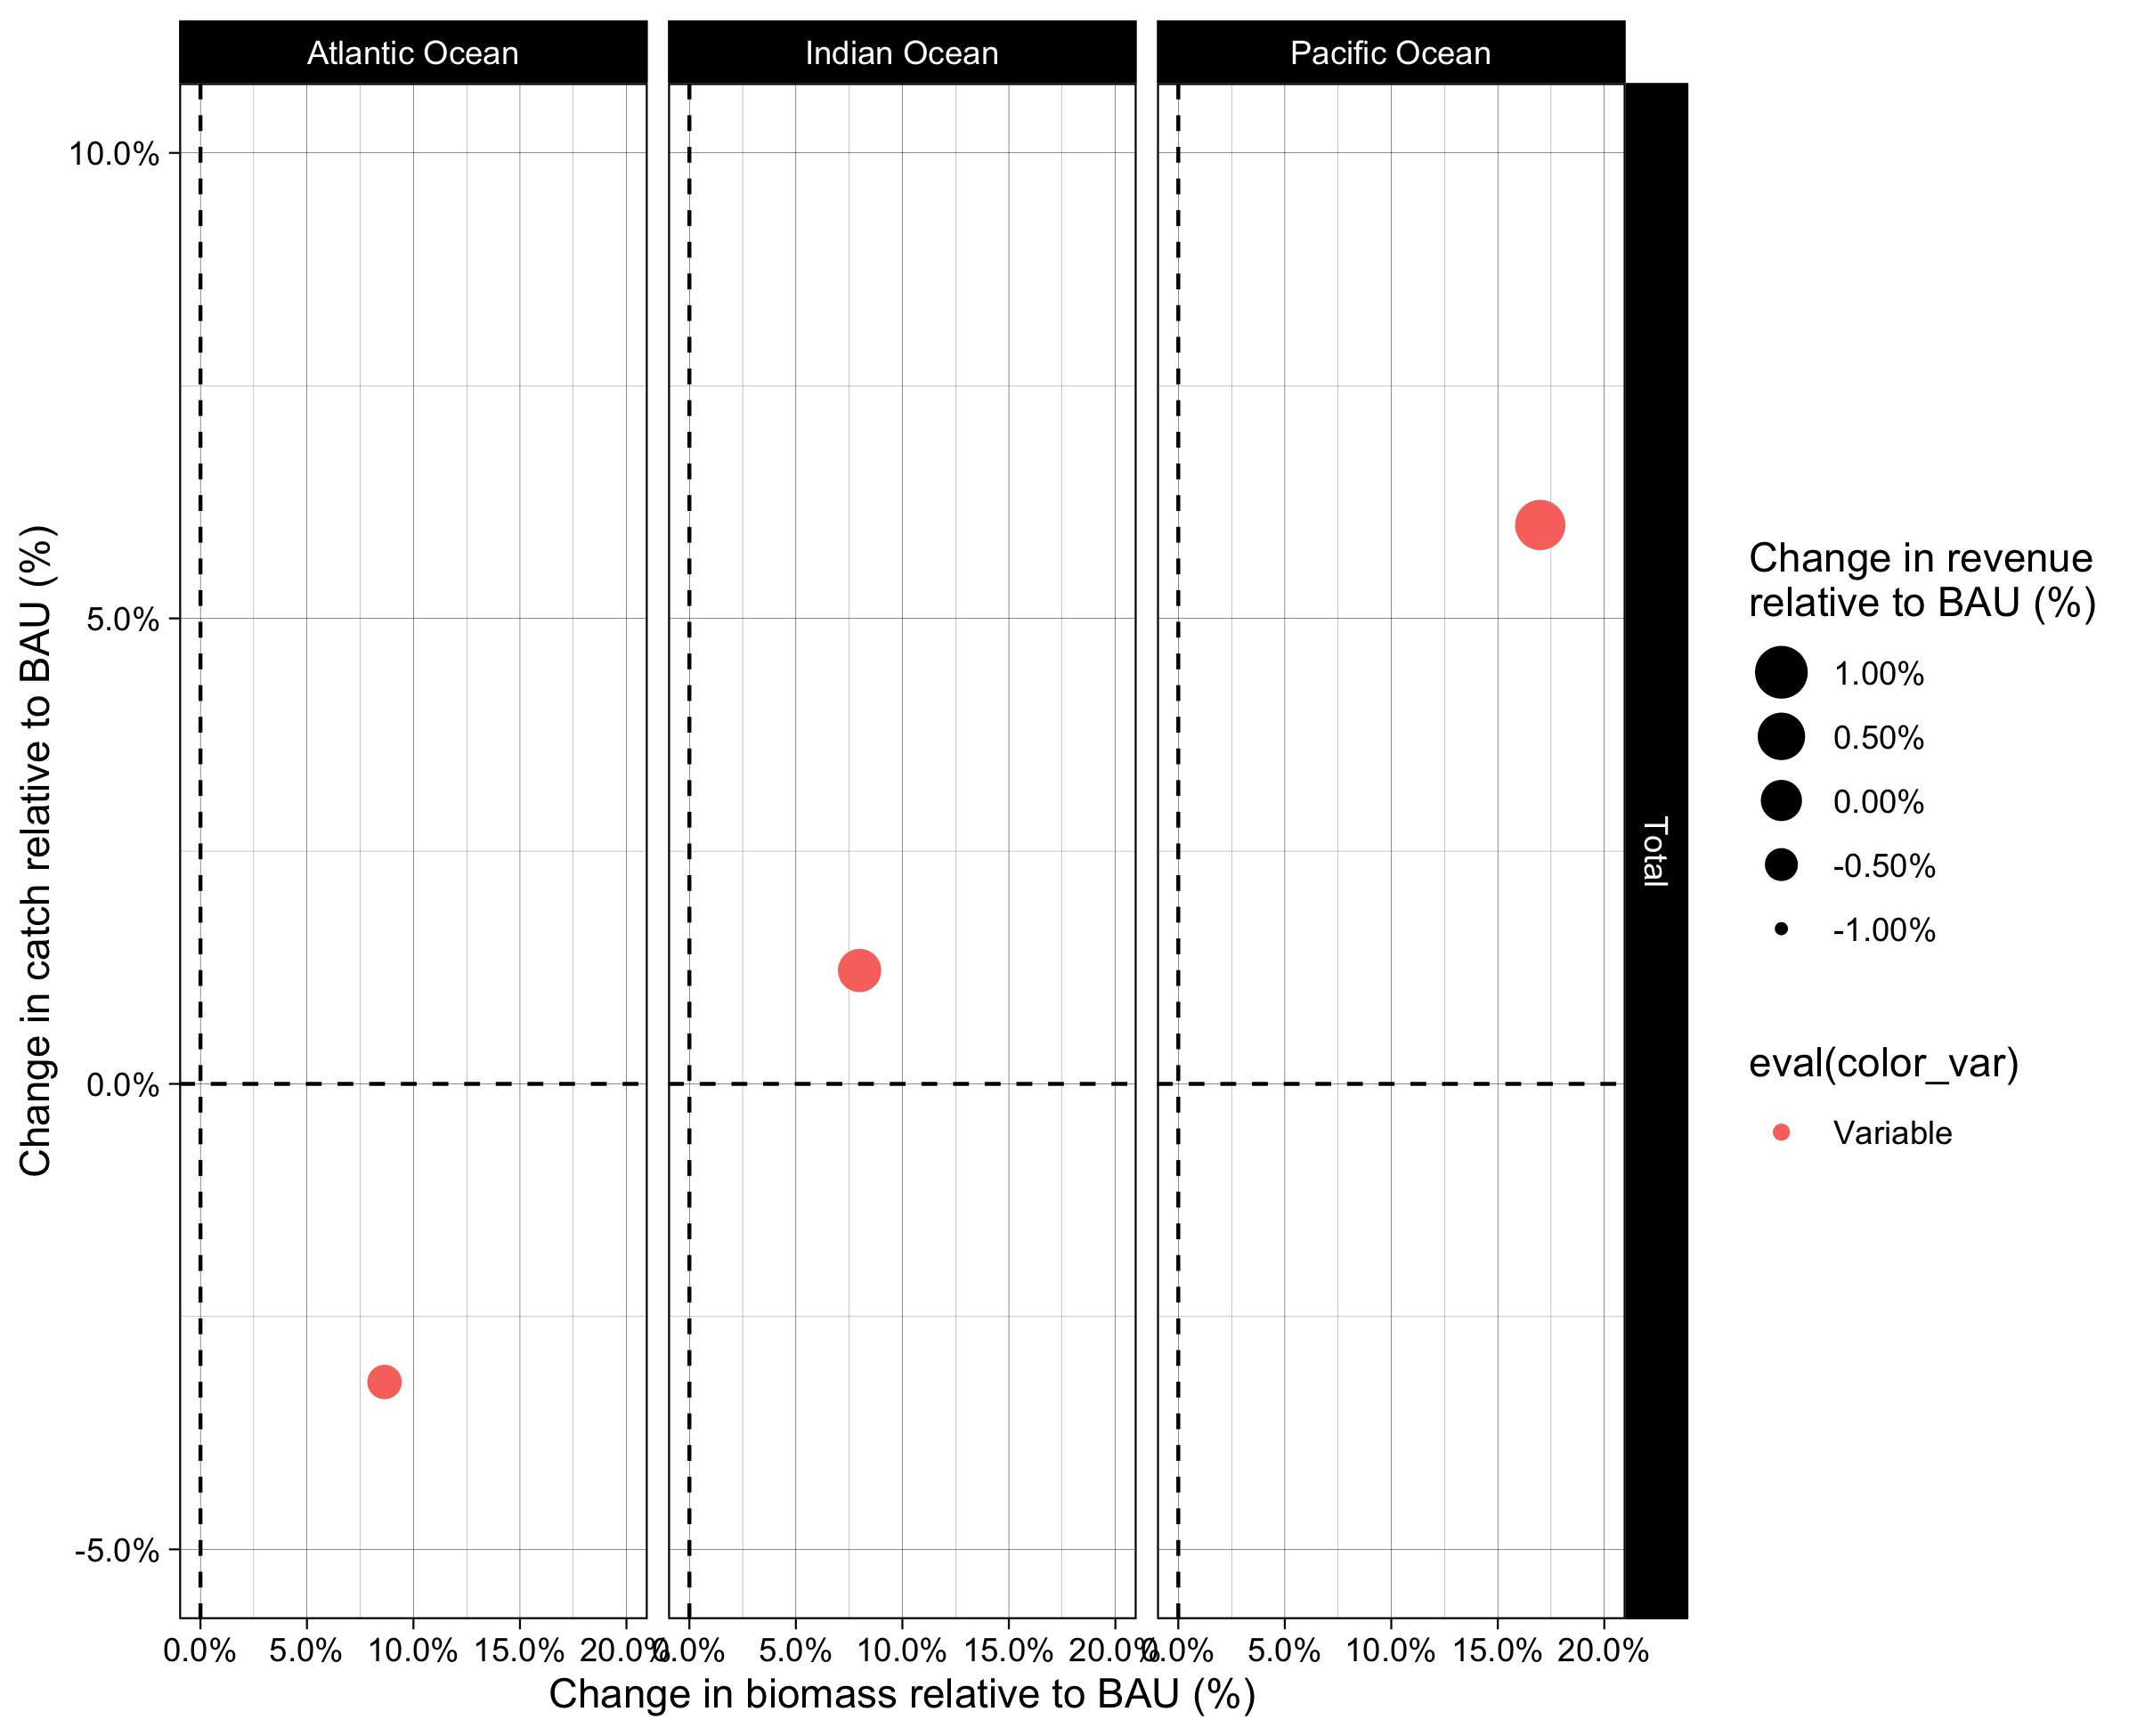 Atlantic Ocean
Indian Ocean
Pacific Ocean
10.0%
5.0%
0.0%
-5.0%
Change in catch relative to BAU (%)
0.0% 5.0% 10.0% 15.0% 20.0%
0.0% 5.0% 10.0% 15.0% 20.0%
0.0% 5.0% 10.0% 15.0% 20.0%
Change in biomass relative to BAU (%)
Total
Change in revenue
relative to BAU (%)
1.00%
0.50%
0.00%
-0.50%
-1.00%
eval(color_var)
Variable